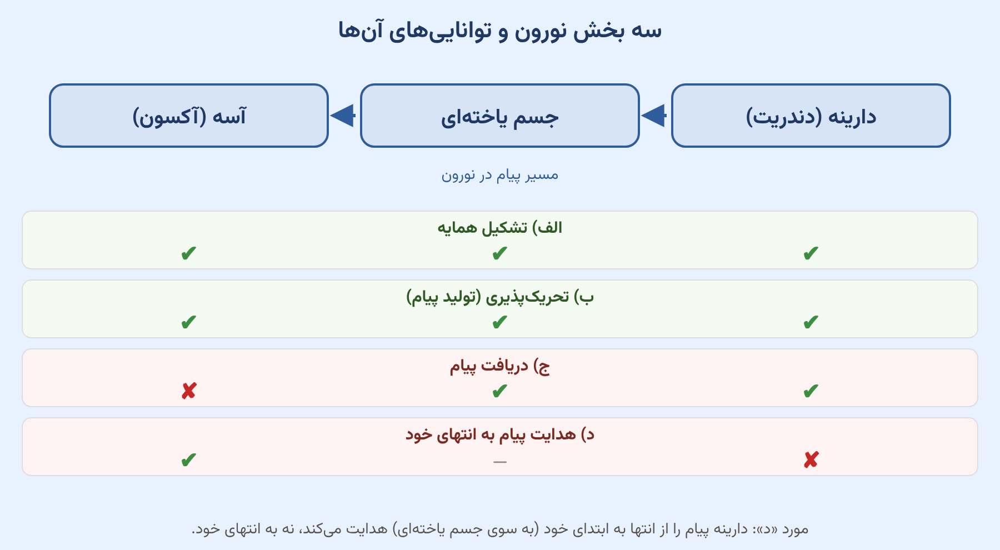 سه بخش نورون و توانایی‌های آن‌ها
دارینه (دندریت)
جسم یاخته‌ای
آسه (آکسون)
مسیر پیام در نورون
الف) تشکیل همایه
✔ ✔ ✔
ب) تحریک‌پذیری (تولید پیام)
✔ ✔ ✔
ج) دریافت پیام
✔ ✔ ✘
د) هدایت پیام به انتهای خود
✘ — ✔
مورد «د»: دارینه پیام را از انتها به ابتدای خود (به سوی جسم یاخته‌ای) هدایت می‌کند، نه به انتهای خود.